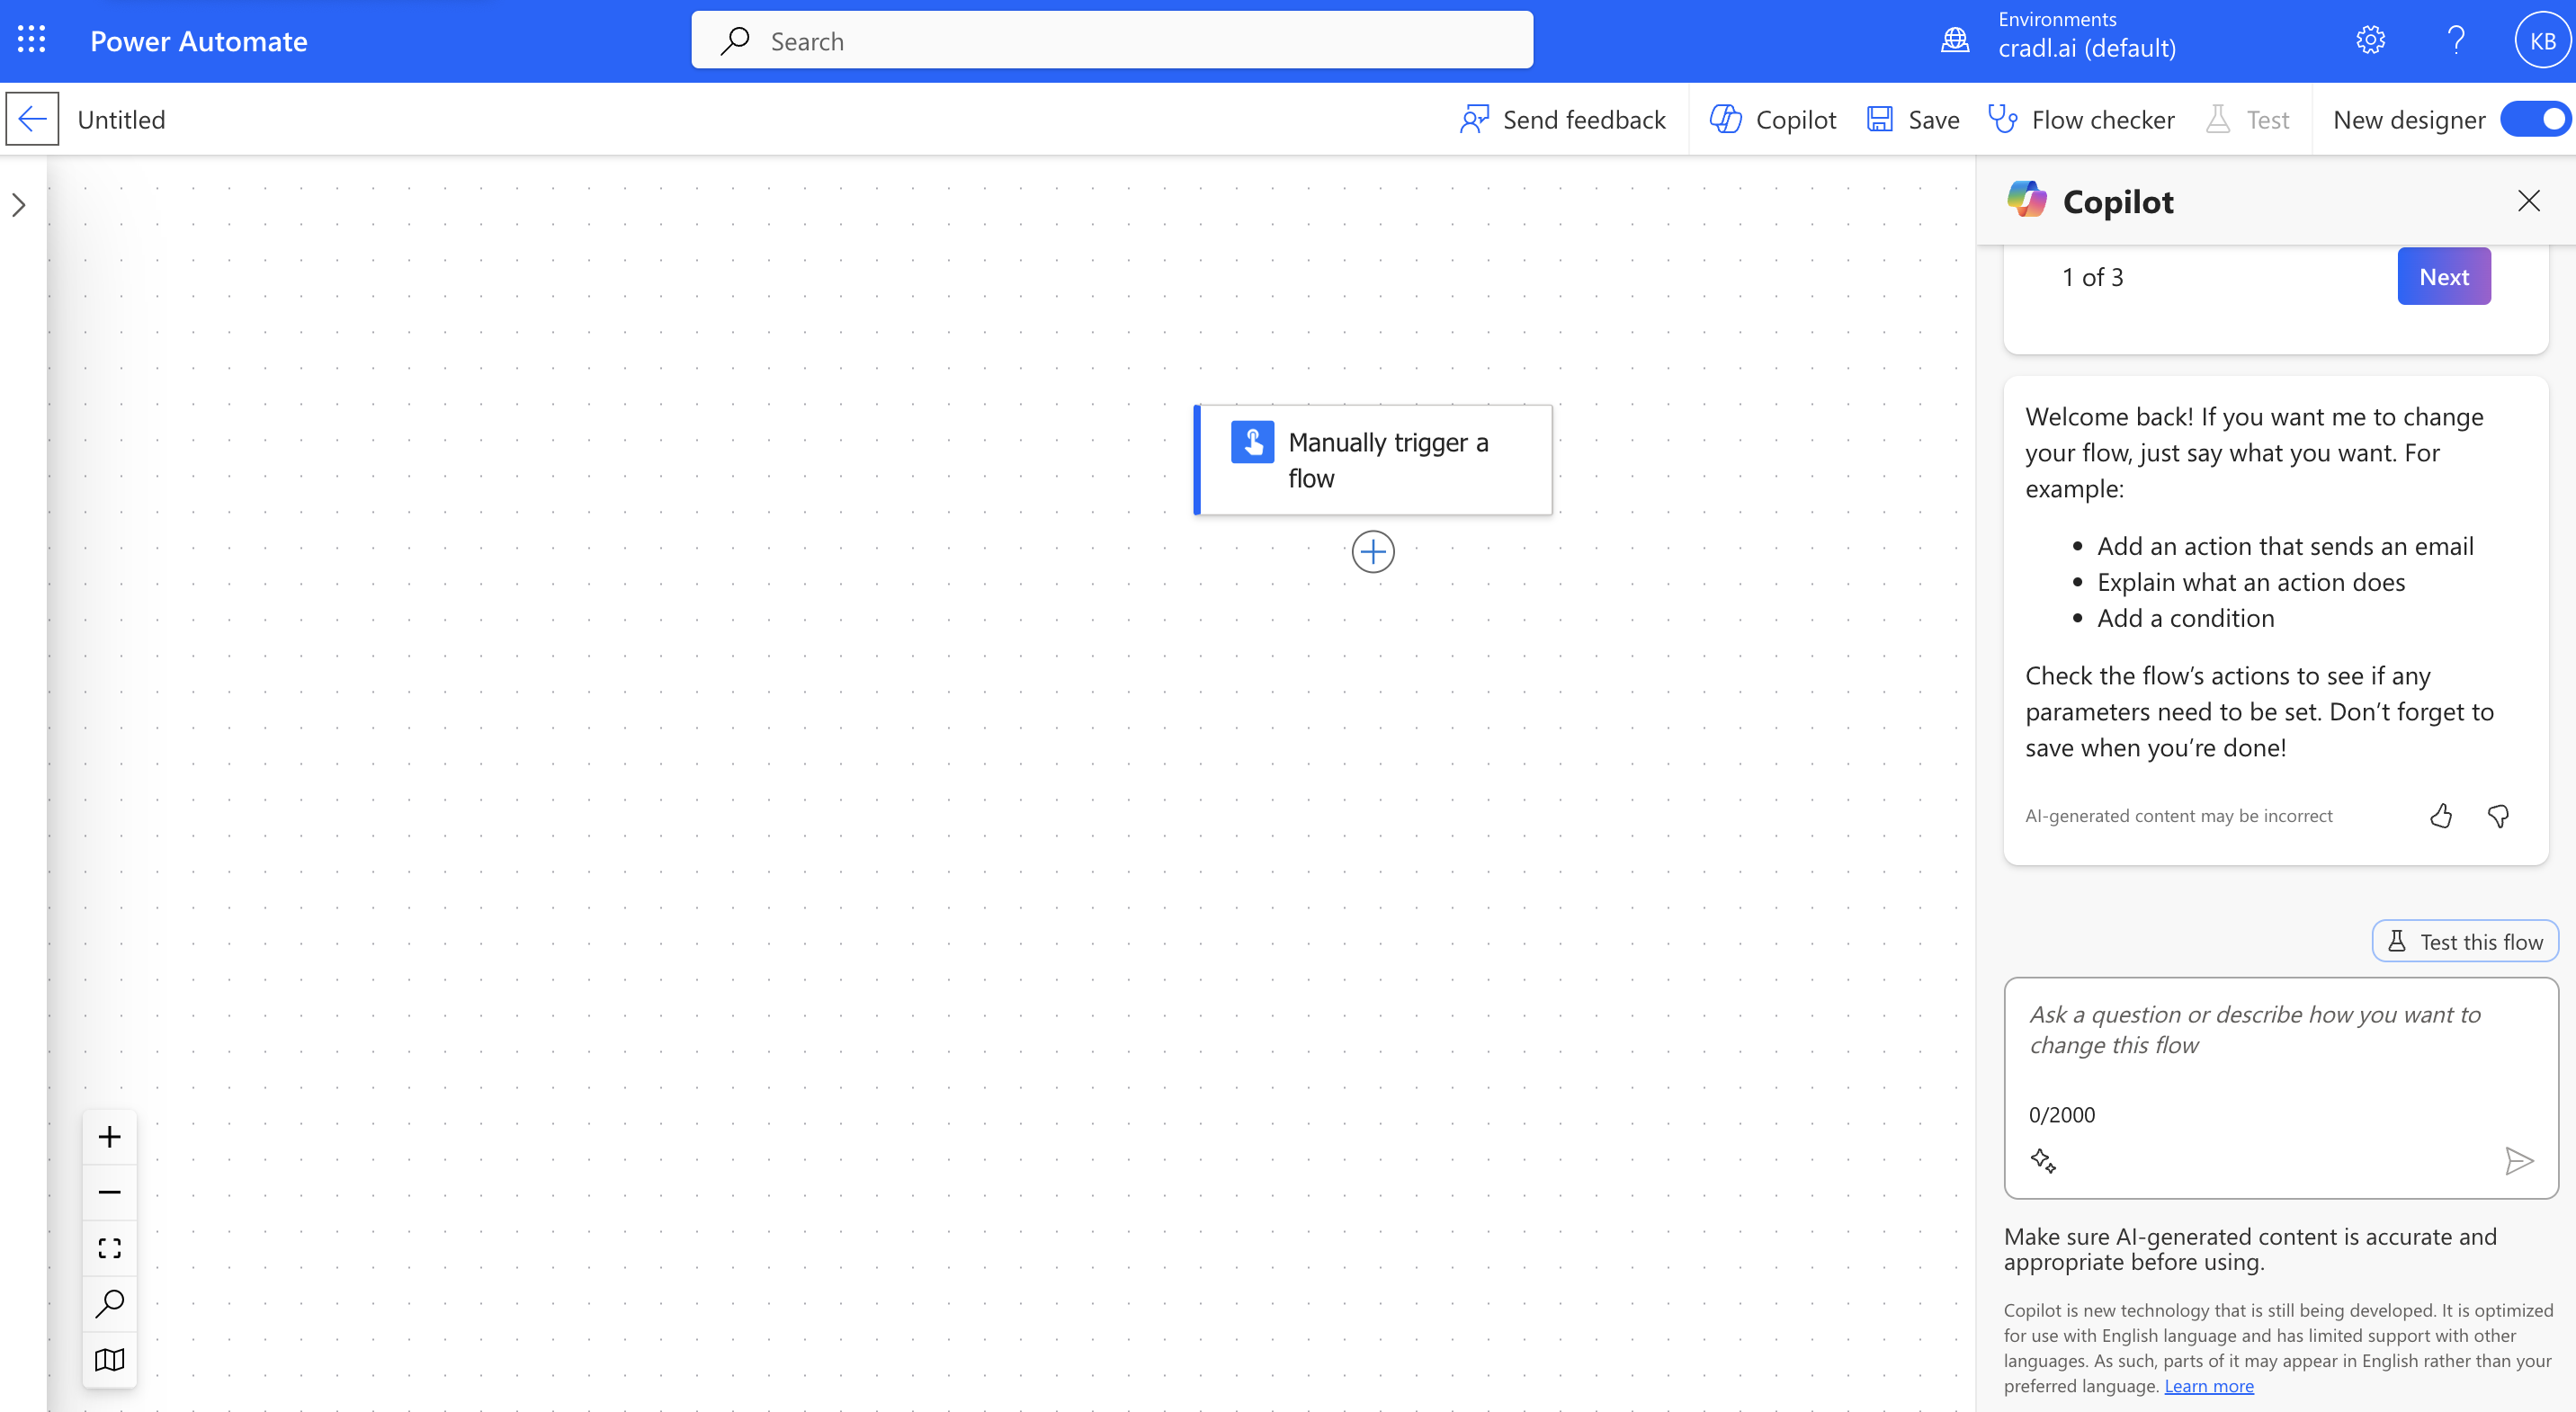 Power Automate
Search
Environments
cradl.ai (default)
KB
Untitled
Send feedback
Copilot
Save
Flow checker
Test
New designer
Manually trigger a
flow
Copilot
1 of 3
Next
Welcome back! If you want me to change
your flow, just say what you want. For
example:
Add an action that sends an email
Explain what an action does
Add a condition
Check the flow’s actions to see if any
parameters need to be set. Don’t forget to
save when you’re done!
AI-generated content may be incorrect
Test this flow
Ask a question or describe how you want to
change this flow
0/2000
Make sure AI-generated content is accurate and
appropriate before using.
Copilot is new technology that is still being developed. It is optimized
for use with English language and has limited support with other
languages. As such, parts of it may appear in English rather than your
preferred language. Learn more